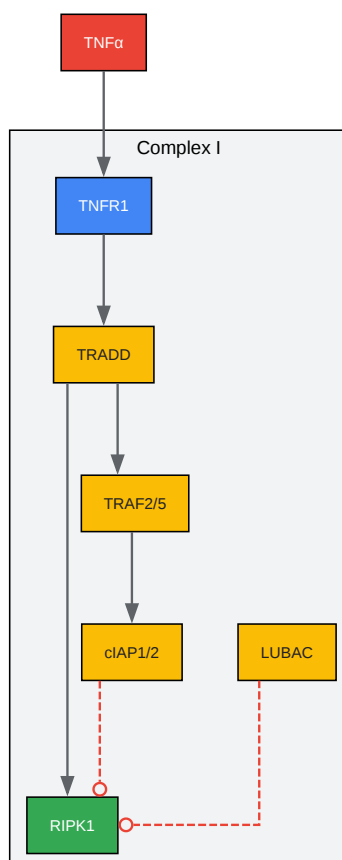 TNFα
Complex I
TNFR1
TRADD
TRAF2/5
cIAP1/2
LUBAC
RIPK1